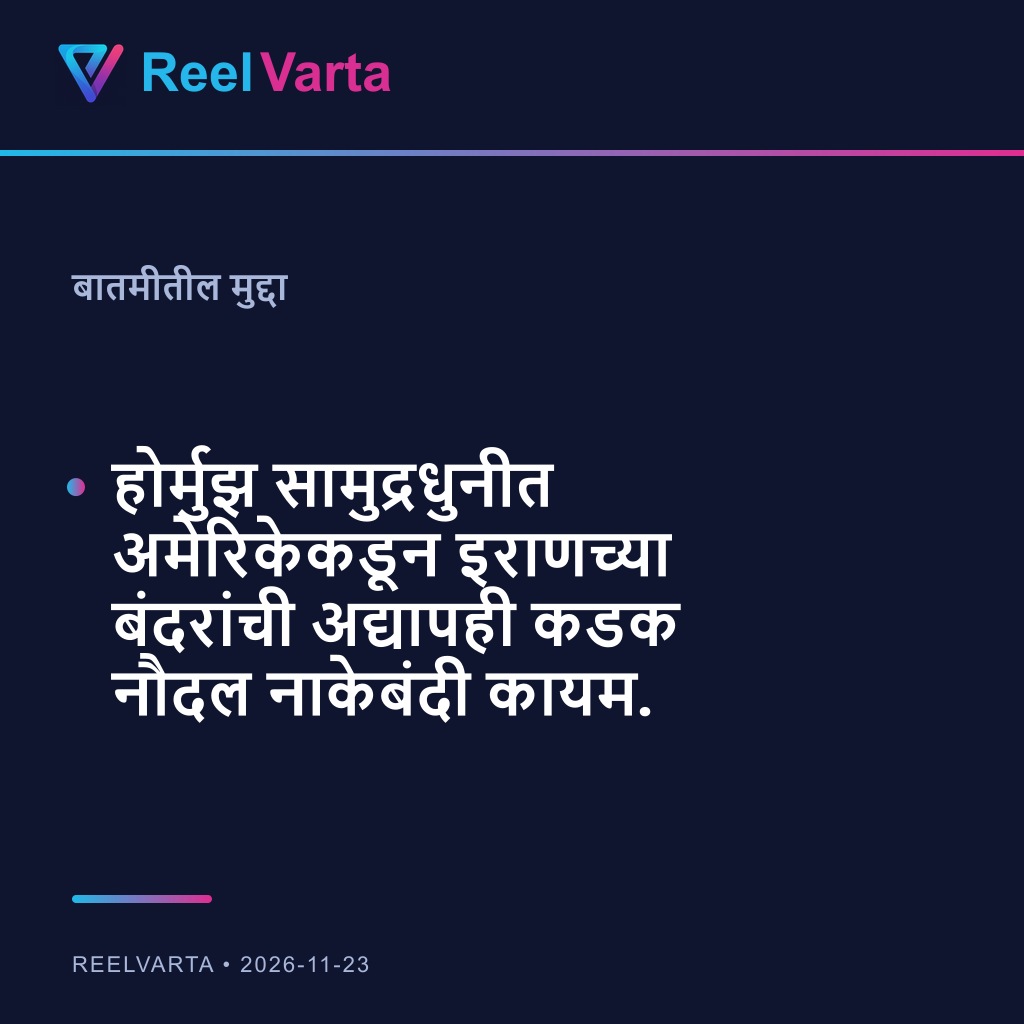 Reel Varta
बातमीतील मुद्दा
• होर्मुझ सामुद्रधुनीत
अमेरिकेकडून इराणच्या
बंदरांची अद्यापही कडक
नौदल नाकेबंदी कायम.
REELVARTA • 2026-11-23